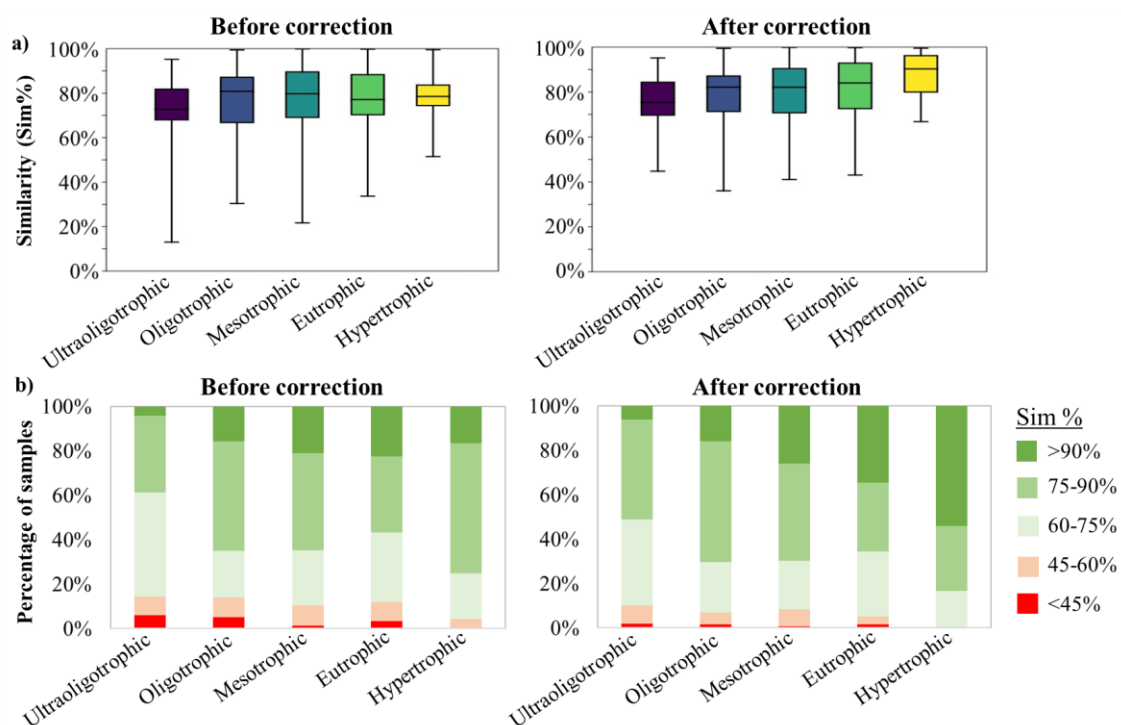 a)
Before correction
After correction
Similarity (Sim%)
100%
80%
60%
40%
20%
0%
Ultraoligotrophic
Oligotrophic
Mesotrophic
Eutrophic
Hypertrophic
100%
80%
60%
40%
20%
0%
Ultraoligotrophic
Oligotrophic
Mesotrophic
Eutrophic
Hypertrophic
b)
Before correction
After correction
Percentage of samples
100%
80%
60%
40%
20%
0%
Ultraoligotrophic
Oligotrophic
Mesotrophic
Eutrophic
Hypertrophic
100%
80%
60%
40%
20%
0%
Ultraoligotrophic
Oligotrophic
Mesotrophic
Eutrophic
Hypertrophic
Sim %
>90%
75-90%
60-75%
45-60%
<45%